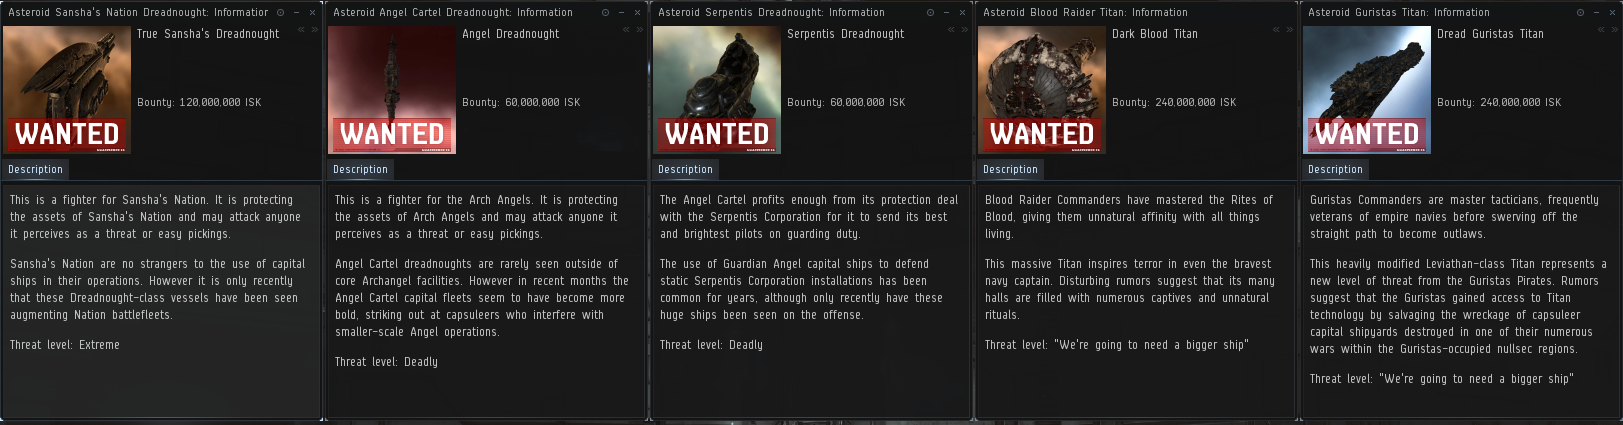 Asteroid Sansha's Nation Dreadnought: Informatior
True Sansha's Dreadnought
Bounty: 120,000,000 ISK
WANTED
Description
This is a fighter for Sansha's Nation. It is protecting
the assets of Sansha's Nation and may attack anyone
it perceives as a threat or easy pickings.
Sansha's Nation are no strangers to the use of capital
ships in their operations. However it is only recently
that these Dreadnought-class vessels have been seen
augmenting Nation battlefleets.
Threat level: Extreme
Asteroid Angel Cartel Dreadnought: Information
Angel Dreadnought
Bounty: 60,000,000 ISK
WANTED
Description
This is a fighter for the Arch Angels. It is protecting
the assets of Arch Angels and may attack anyone it
perceives as a threat or easy pickings.
Angel Cartel dreadnoughts are rarely seen outside of
core Archangel facilities. However in recent months the
Angel Cartel capital fleets seem to have become more
bold, striking out at capsuleers who interfere with
smaller-scale Angel operations.
Threat level: Deadly
Asteroid Serpentis Dreadnought: Information
Serpentis Dreadnought
Bounty: 60,000,000 ISK
WANTED
Description
The Angel Cartel profits enough from its protection deal
with the Serpentis Corporation for it to send its best
and brightest pilots on guarding duty.
The use of Guardian Angel capital ships to defend
static Serpentis Corporation installations has been
common for years, although only recently have these
huge ships been seen on the offense.
Threat level: Deadly
Asteroid Blood Raider Titan: Information
Dark Blood Titan
Bounty: 240,000,000 ISK
WANTED
Description
Blood Raider Commanders have mastered the Rites of
Blood, giving them unnatural affinity with all things
living.
This massive Titan inspires terror in even the bravest
navy captain. Disturbing rumors suggest that its many
halls are filled with numerous captives and unnatural
rituals.
Threat level: "We're going to need a bigger ship"
Asteroid Guristas Titan: Information
Dread Guristas Titan
Bounty: 240,000,000 ISK
WANTED
Description
Guristas Commanders are master tacticians, frequently
veterans of empire navies before swerving off the
straight path to become outlaws.
This heavily modified Leviathan-class Titan represents a
new level of threat from the Guristas Pirates. Rumors
suggest that the Guristas gained access to Titan
technology by salvaging the wreckage of capsuleer
capital shipyards destroyed in one of their numerous
wars within the Guristas-occupied nullsec regions.
Threat level: "We're going to need a bigger ship"